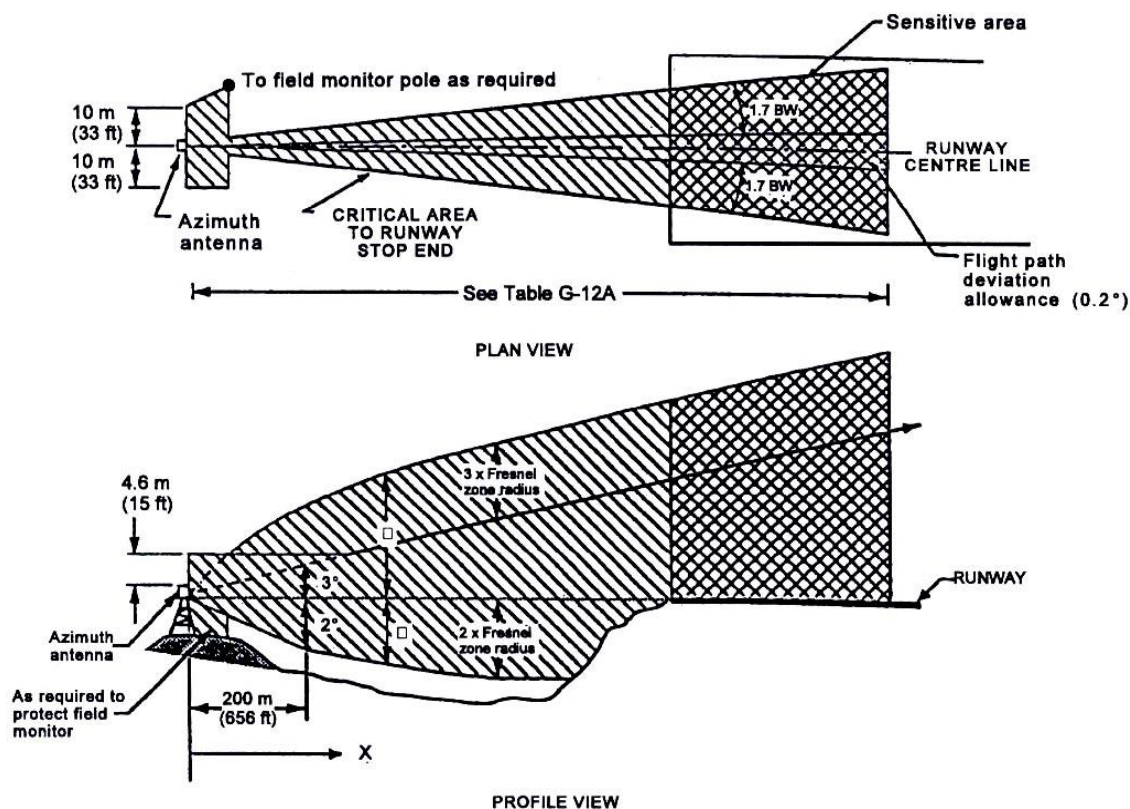 Sensitive area
To field monitor pole as required
10 m
(33 ft)
10 m
(33 ft)
1.7 BW
1.7 BW
RUNWAY
CENTRE LINE
Azimuth
antenna
CRITICAL AREA
TO RUNWAY
STOP END
Flight path
deviation
allowance (0.2°)
See Table G-12A
PLAN VIEW
4.6 m
(15 ft)
3 x Fresnel
zone radius
3°
2°
2 x Fresnel
zone radius
RUNWAY
Azimuth
antenna
As required to
protect field
monitor
200 m
(656 ft)
X
PROFILE VIEW